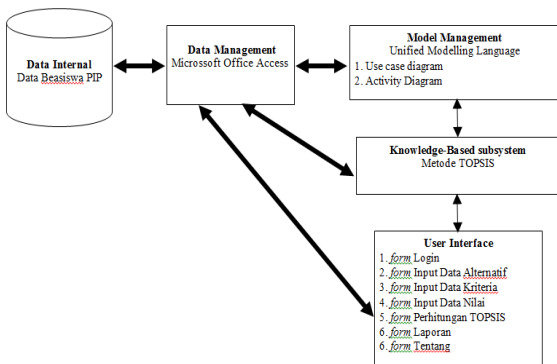 Data Internal
Data Beasiswa PIP
Data Management
Microssoft Office Access
Model Management
Unified Modelling Language
1. Use case diagram
2. Activity Diagram
Knowledge-Based subsystem
Metode TOPSIS
User Interface
1. form Login
2. form Input Data Alternatif
3. form Input Data Kriteria
4. form Input Data Nilai
5. form Perhitungan TOPSIS
6. form Laporan
6. form Tentang